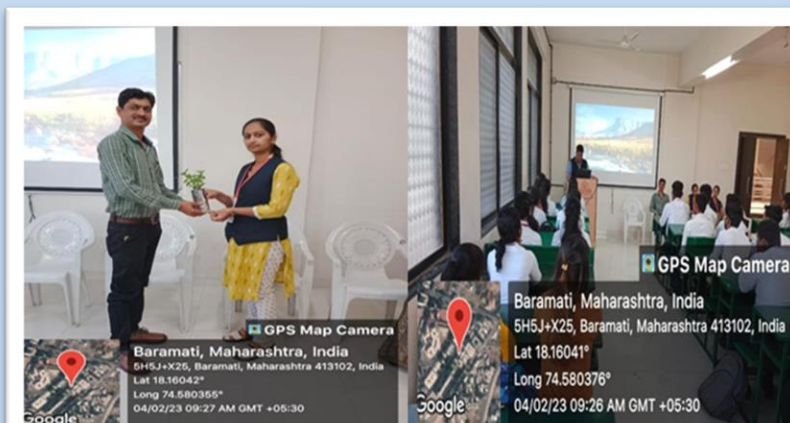 GPS Map Camera
Baramati, Maharashtra, India
5H5J+X25, Baramati, Maharashtra 413102, India
Lat 18.16042°
Long 74.580355°
04/02/23 09:27 AM GMT +05:30
Google
GPS Map Camera
Baramati, Maharashtra, India
5H5J+X25, Baramati, Maharashtra 413102, India
Lat 18.16041°
Long 74.580376°
04/02/23 09:26 AM GMT +05:30
Google